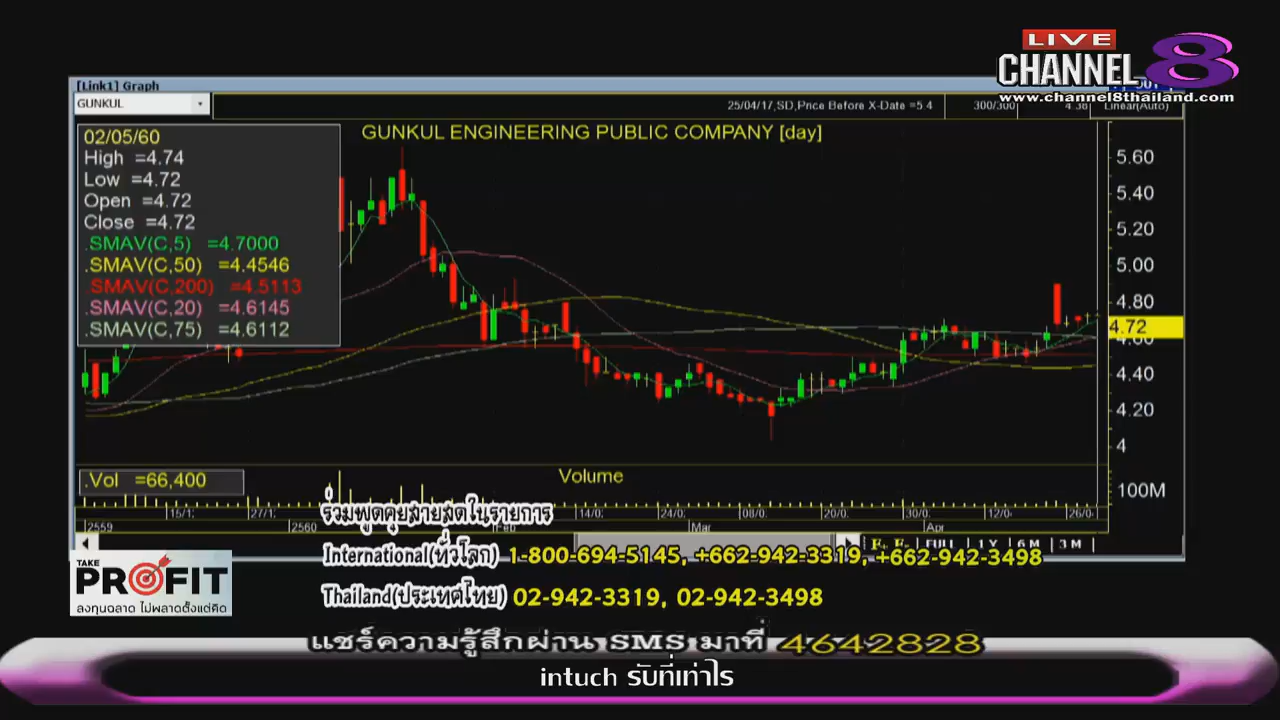 LIVE
CHANNEL 8
www.channel8thailand.com
[Link1] Graph
GUNKUL
25/04/17,SD,Price Before X-Date =5.4
300/300
4.36
Linear(Auto)
GUNKUL ENGINEERING PUBLIC COMPANY [day]
02/05/60
High =4.74
Low =4.72
Open =4.72
Close =4.72
.SMAV(C,5) =4.7000
.SMAV(C,50) =4.4546
.SMAV(C,200) =4.5113
.SMAV(C,20) =4.6145
.SMAV(C,75) =4.6112
5.60
5.40
5.20
5.00
4.80
4.72
4.60
4.40
4.20
4
.Vol =66,400
Volume
100M
15/1: 27/1: 14/0: 24/0: 08/0: 20/0: 30/0: 12/0: 26/0:
2559 2560 Feb Mar Apr
FULL 1 Y 6 M 3 M
ร่วมพูดคุยสายสดในรายการ
International(ทั่วโลก) 1-800-694-5145, +662-942-3319, +662-942-3498
Thailand(ประเทศไทย) 02-942-3319, 02-942-3498
TAKE
PROFIT
ลงทุนฉลาด ไม่พลาดตั้งแต่คิด
แชร์ความรู้สึกผ่าน SMS มาที่ 4642828
intuch รับที่เท่าไร